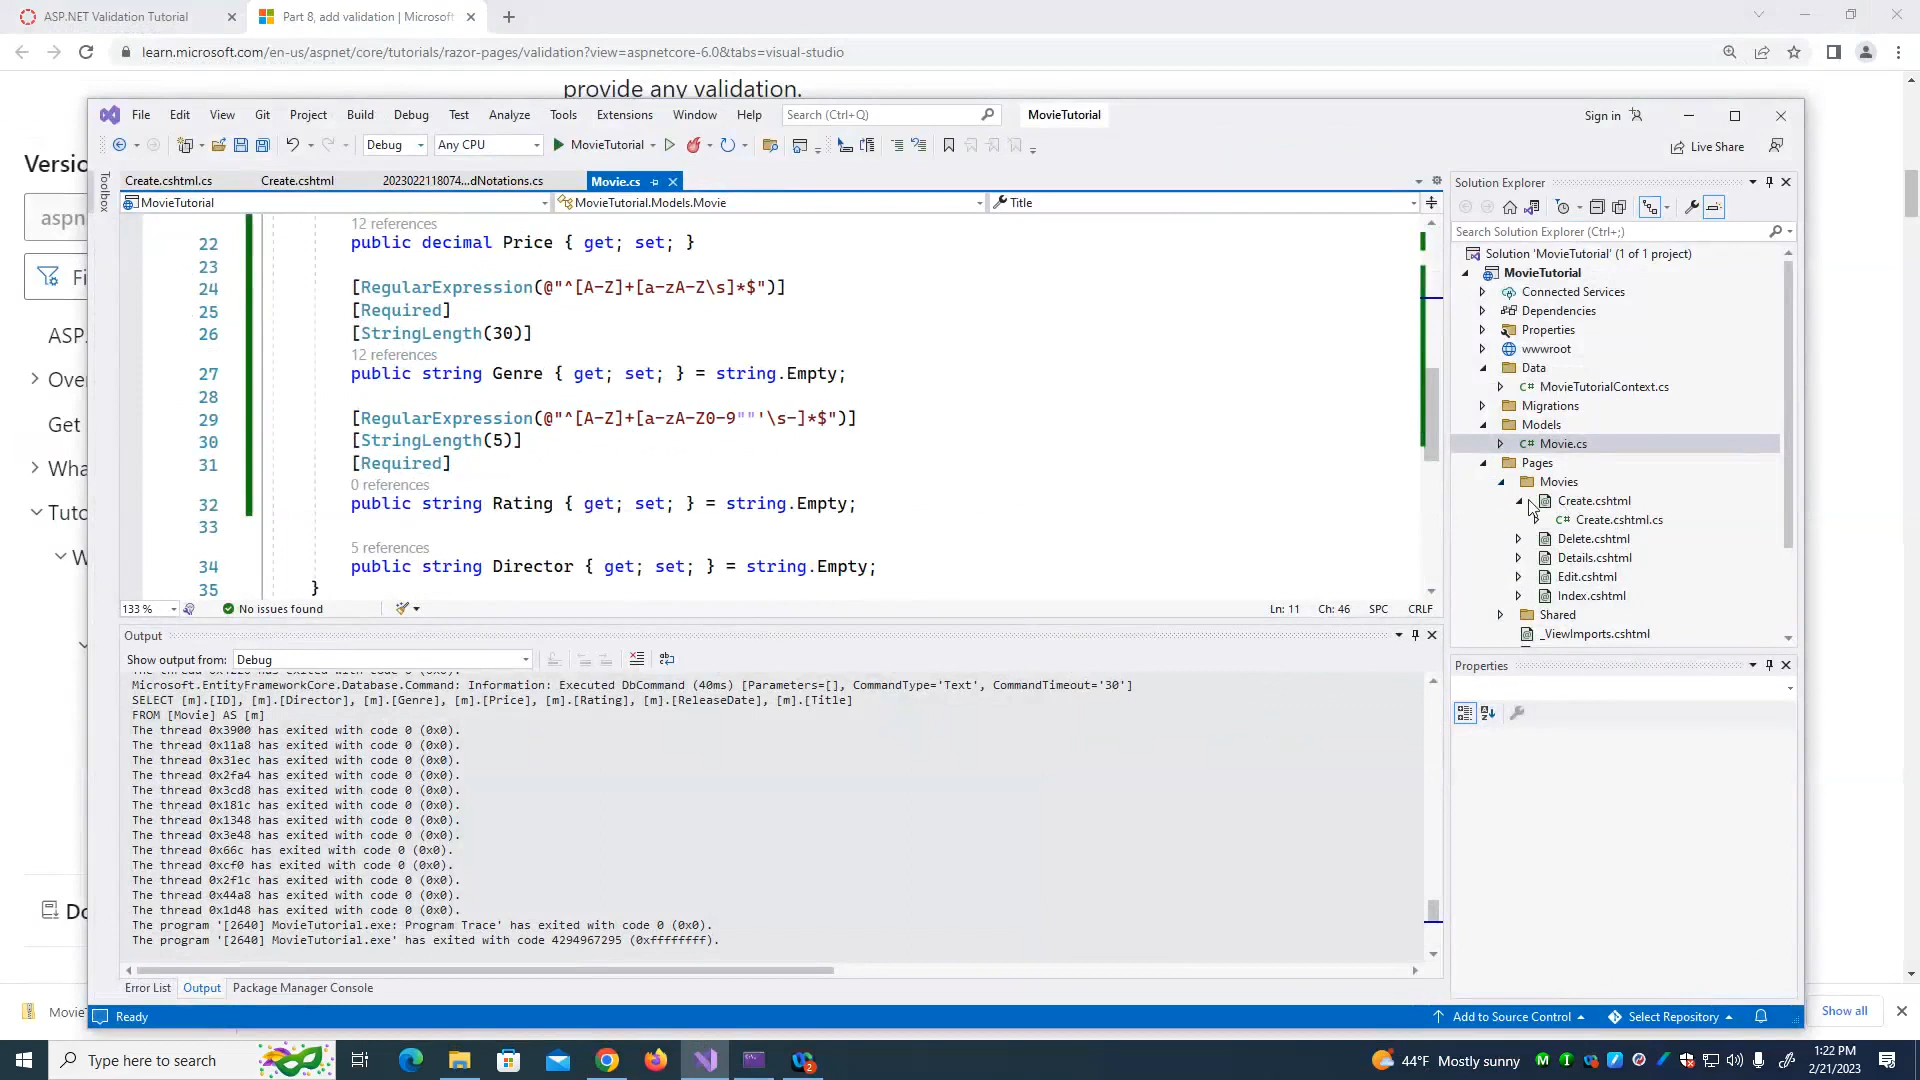 ASP.NET Validation Tutorial
Part 8, add validation | Microsoft
learn.microsoft.com/en-us/aspnet/core/tutorials/razor-pages/validation?view=aspnetcore-6.0&tabs=visual-studio
provide any validation.
File Edit View Git Project Build Debug Test Analyze Tools Extensions Window Help Search (Ctrl+Q) MovieTutorial Sign in
Debug Any CPU MovieTutorial Live Share
Versio
aspn
Fi
ASP.
Over
Get
Wha
Tuto
W
Do
Toolbox
Create.cshtml.cs Create.cshtml 2023022118074...dNotations.cs Movie.cs
MovieTutorial MovieTutorial.Models.Movie Title
12 references
22 public decimal Price { get; set; }
23
24 [RegularExpression(@"^[A-Z]+[a-zA-Z\s]*$")]
25 [Required]
26 [StringLength(30)]
12 references
27 public string Genre { get; set; } = string.Empty;
28
29 [RegularExpression(@"^[A-Z]+[a-zA-Z0-9""'\s-]*$")]
30 [StringLength(5)]
31 [Required]
0 references
32 public string Rating { get; set; } = string.Empty;
33
5 references
34 public string Director { get; set; } = string.Empty;
35 }
133 % No issues found Ln: 11 Ch: 46 SPC CRLF
Output
Show output from: Debug
Microsoft.EntityFrameworkCore.Database.Command: Information: Executed DbCommand (40ms) [Parameters=[], CommandType='Text', CommandTimeout='30']
SELECT [m].[ID], [m].[Director], [m].[Genre], [m].[Price], [m].[Rating], [m].[ReleaseDate], [m].[Title]
FROM [Movie] AS [m]
The thread 0x3900 has exited with code 0 (0x0).
The thread 0x11a8 has exited with code 0 (0x0).
The thread 0x31ec has exited with code 0 (0x0).
The thread 0x2fa4 has exited with code 0 (0x0).
The thread 0x3cd8 has exited with code 0 (0x0).
The thread 0x181c has exited with code 0 (0x0).
The thread 0x1348 has exited with code 0 (0x0).
The thread 0x3e48 has exited with code 0 (0x0).
The thread 0x66c has exited with code 0 (0x0).
The thread 0xcf0 has exited with code 0 (0x0).
The thread 0x2f1c has exited with code 0 (0x0).
The thread 0x44a8 has exited with code 0 (0x0).
The thread 0x1d48 has exited with code 0 (0x0).
The program '[2640] MovieTutorial.exe: Program Trace' has exited with code 0 (0x0).
The program '[2640] MovieTutorial.exe' has exited with code 4294967295 (0xffffffff).
Error List Output Package Manager Console
Solution Explorer
Search Solution Explorer (Ctrl+;)
Solution 'MovieTutorial' (1 of 1 project)
MovieTutorial
Connected Services
Dependencies
Properties
wwwroot
Data
C# MovieTutorialContext.cs
Migrations
Models
C# Movie.cs
Pages
Movies
Create.cshtml
C# Create.cshtml.cs
Delete.cshtml
Details.cshtml
Edit.cshtml
Index.cshtml
Shared
_ViewImports.cshtml
Properties
Ready Add to Source Control Select Repository
MovieT
Show all
Type here to search
2
44°F Mostly sunny
1:22 PM
2/21/2023